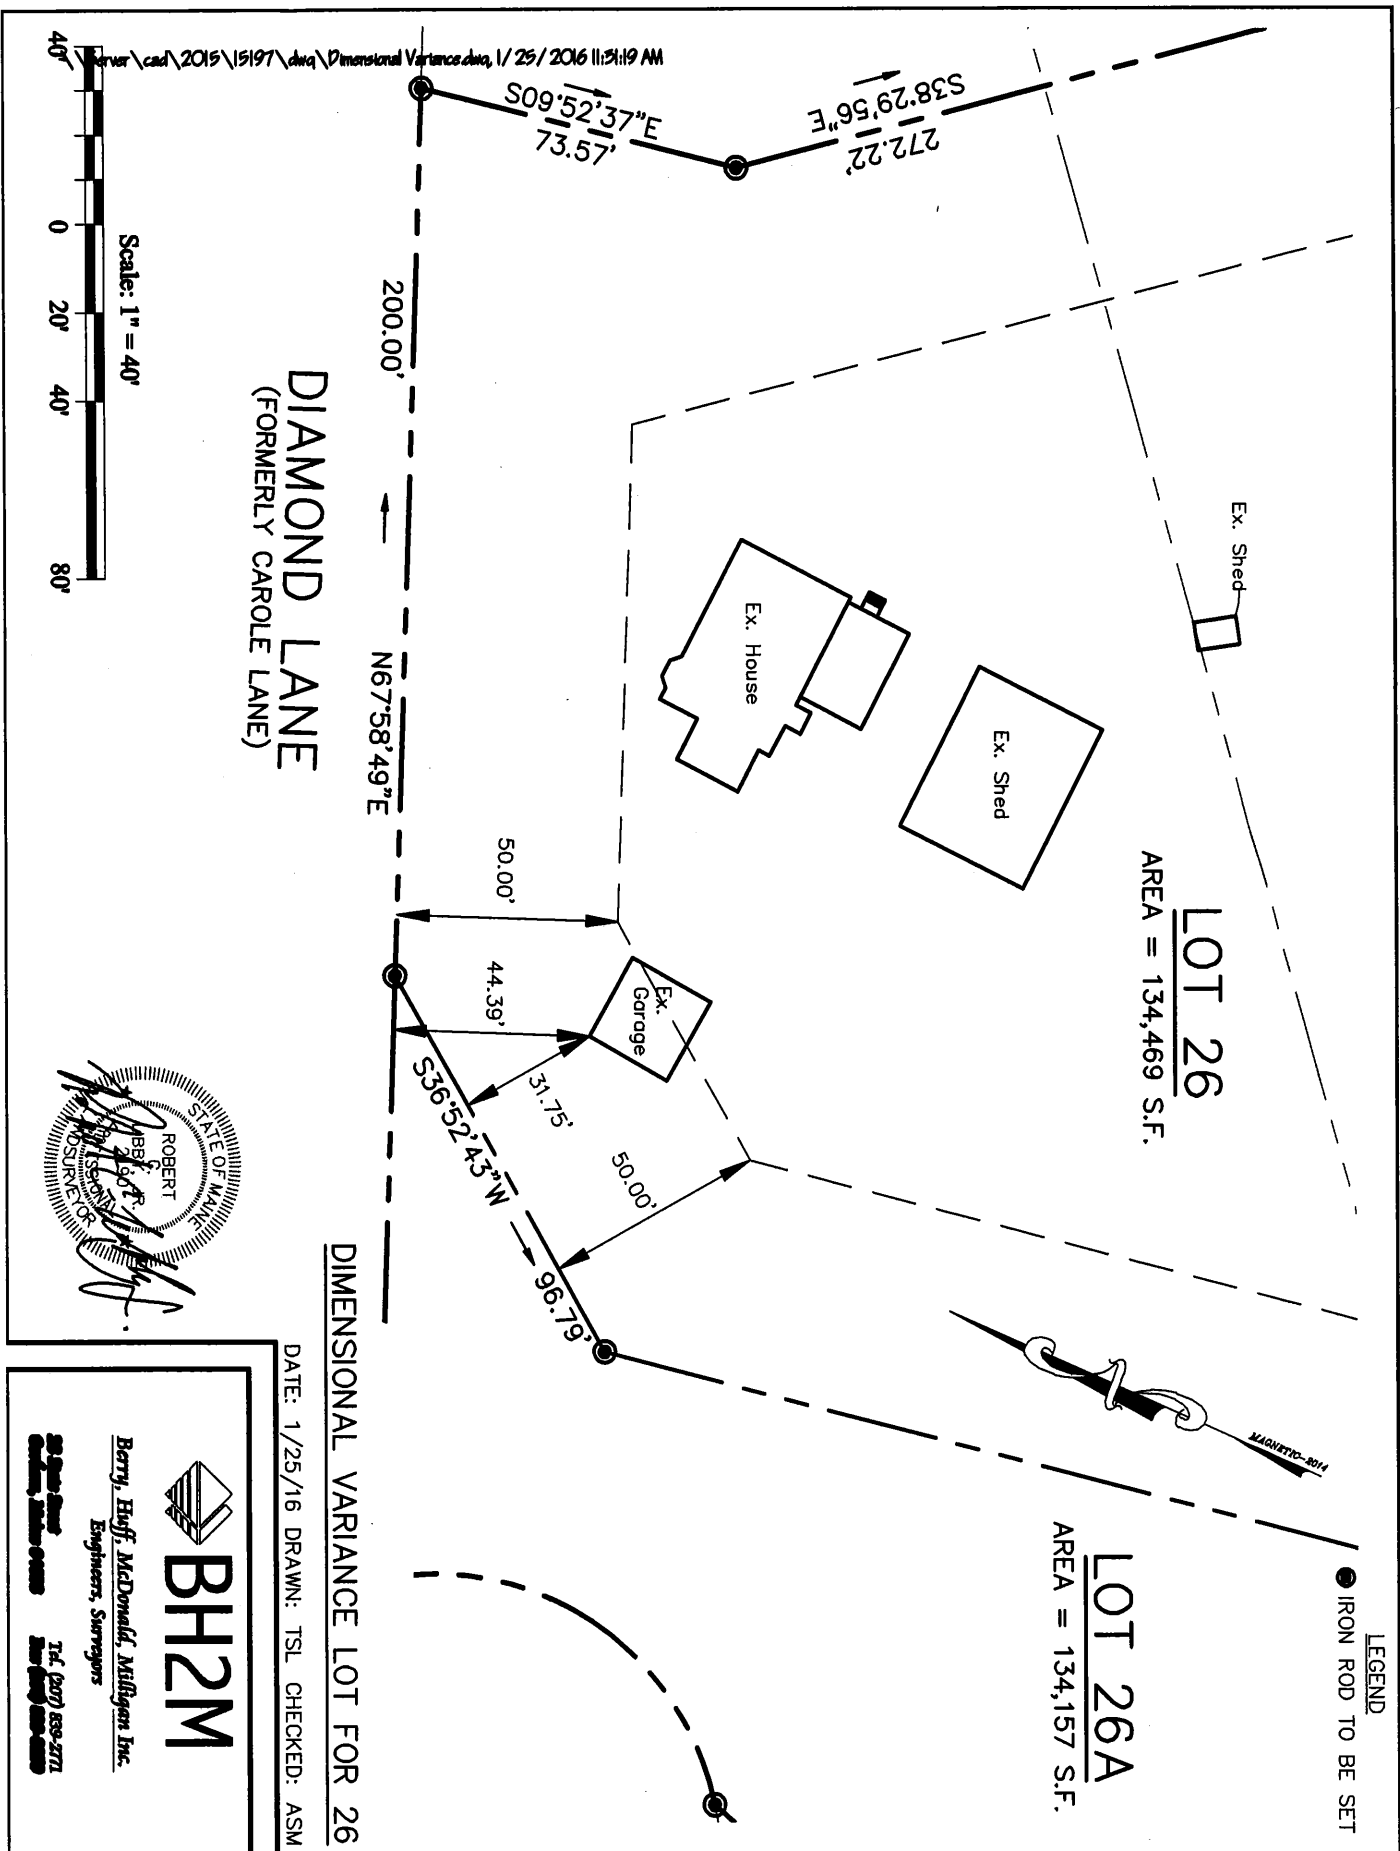 \\server\cad\2015\15197\dwg\Dimensional Variance.dwg, 1/25/2016 11:31:19 AM
LEGEND
IRON ROD TO BE SET
MAGNETIC-2014
S38°29'56"E
272.22'
S09°52'37"E
73.57'
Ex. Shed
LOT 26
AREA = 134,469 S.F.
LOT 26A
AREA = 134,157 S.F.
Ex. Shed
Ex. House
Ex.
Garage
50.00'
44.39'
31.75'
50.00'
200.00'
N67°58'49"E
S36°52'43"W
96.79'
DIAMOND LANE
(FORMERLY CAROLE LANE)
Scale: 1" = 40'
40' 0 20' 40' 80'
STATE OF MAINE
ROBERT
C.
SURVEYOR
DIMENSIONAL VARIANCE LOT FOR 26
DATE: 1/25/16 DRAWN: TSL CHECKED: ASM
BH2M
Berry, Huff, McDonald, Milligan Inc.
Engineers, Surveyors
Tel. (207) 839-2771